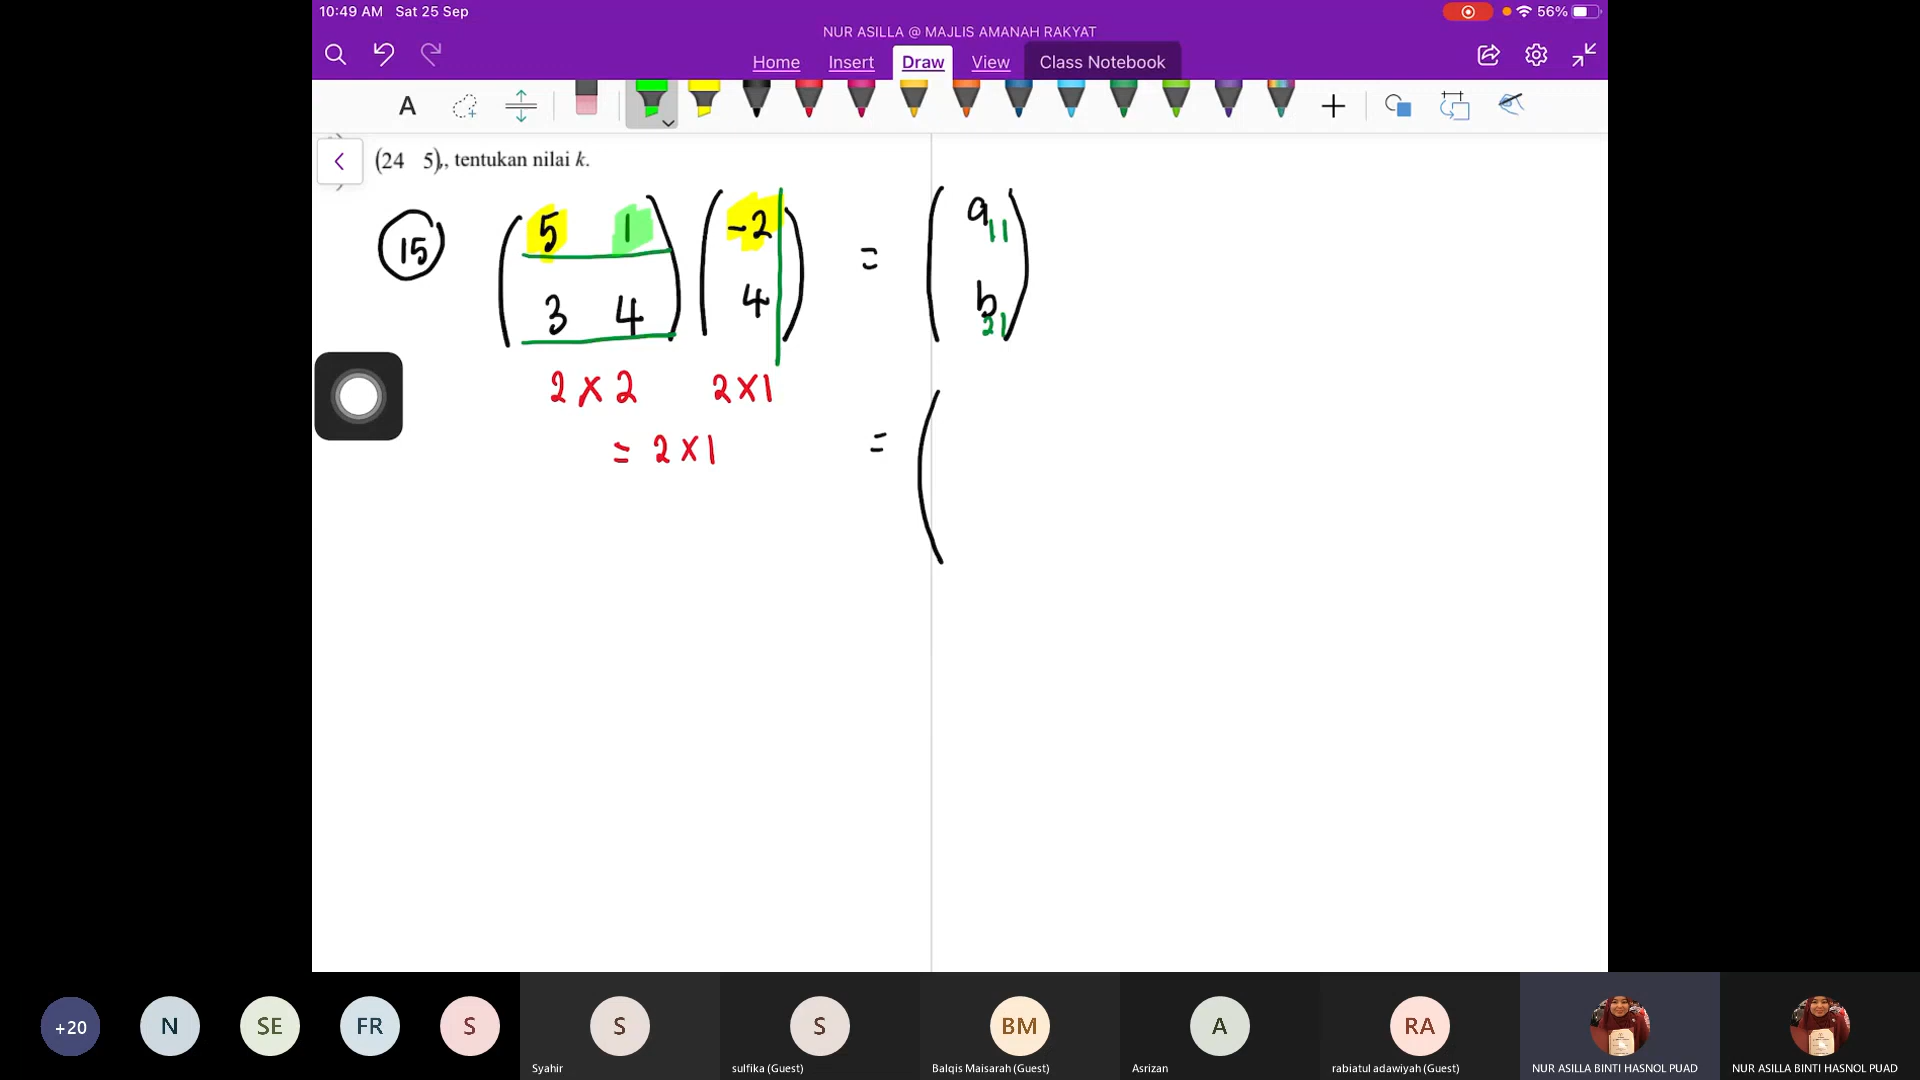 10:49 AM Sat 25 Sep
56%
NUR ASILLA @ MAJLIS AMANAH RAKYAT
Home Insert Draw View Class Notebook
A
(24 5),, tentukan nilai k.
15
5 1 -2 = a11
3 4 4 b21
2 × 2 2 × 1
= 2 × 1 = (
+20 N SE FR S S S BM A RA
Syahir sulfika (Guest) Balqis Maisarah (Guest) Asrizan rabiatul adawiyah (Guest) NUR ASILLA BINTI HASNOL PUAD NUR ASILLA BINTI HASNOL PUAD